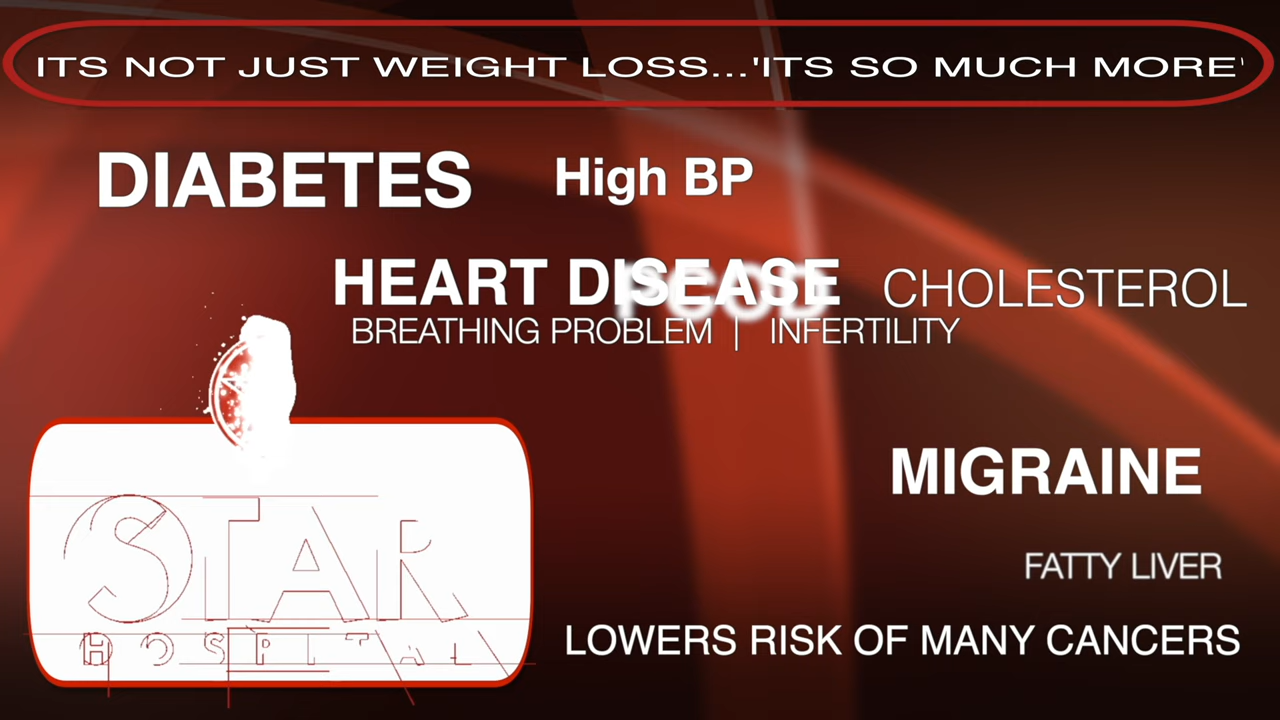 ITS NOT JUST WEIGHT LOSS...'ITS SO MUCH MORE'
DIABETES
High BP
HEART DISEASE
CHOLESTEROL
BREATHING PROBLEM | INFERTILITY
MIGRAINE
FATTY LIVER
LOWERS RISK OF MANY CANCERS
STAR
HOSPITAL